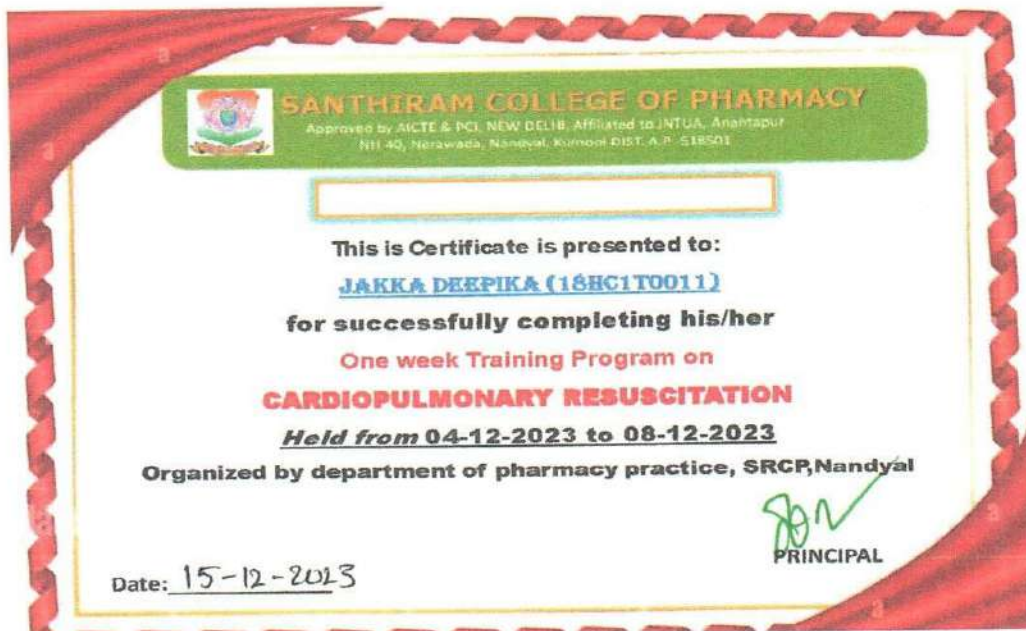 SANTHIRAM COLLEGE OF PHARMACY
Approved by AICTE & PCI, NEW DELHI, Affiliated to JNTUA, Anantapur
NH 40, Nerawada, Nandyal, Kurnool DIST. A.P. 518501
This is Certificate is presented to:
JAKKA DEEPIKA (18HC1T0011)
for successfully completing his/her
One week Training Program on
CARDIOPULMONARY RESUSCITATION
Held from 04-12-2023 to 08-12-2023
Organized by department of pharmacy practice, SRCP,Nandyal
PRINCIPAL
Date: 15-12-2023